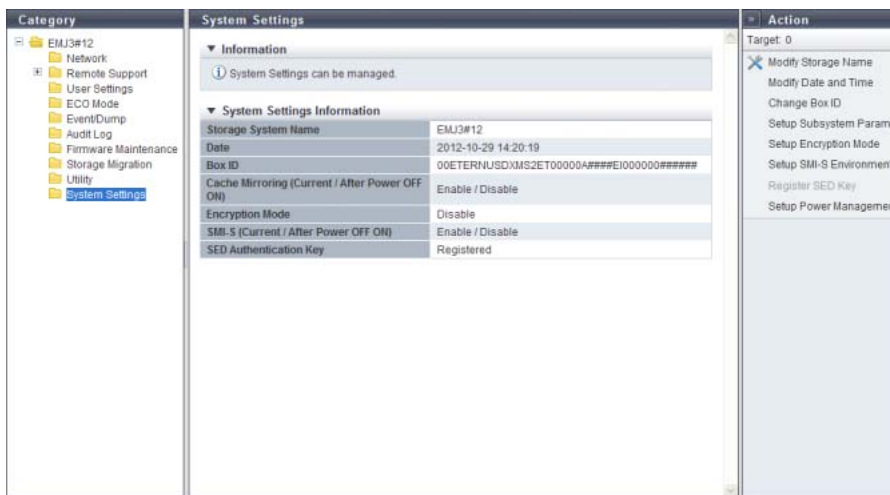 Category
EMJ3#12
Network
Remote Support
User Settings
ECO Mode
Event/Dump
Audit Log
Firmware Maintenance
Storage Migration
Utility
System Settings
System Settings
Information
System Settings can be managed.
System Settings Information
Storage System Name EMJ3#12
Date 2012-10-29 14:20:19
Box ID 00ETERNUSDXMS2ET00000A####EI000000######
Cache Mirroring (Current / After Power OFF
ON) Enable / Disable
Encryption Mode Disable
SMI-S (Current / After Power OFF ON) Enable / Disable
SED Authentication Key Registered
Action
Target: 0
Modify Storage Name
Modify Date and Time
Change Box ID
Setup Subsystem Param
Setup Encryption Mode
Setup SMI-S Environment
Register SED Key
Setup Power Managemen